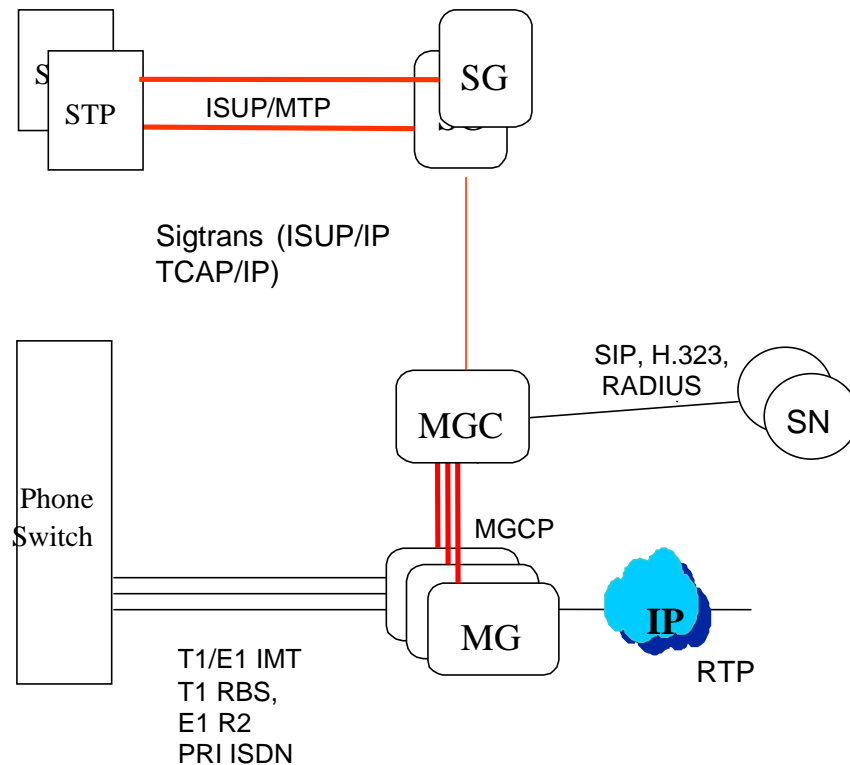 SG
STP
ISUP/MTP
Sigtrans (ISUP/IP
TCAP/IP)
SIP, H.323,
RADIUS
MGC
SN
Phone
Switch
MGCP
MG
IP
RTP
T1/E1 IMT
T1 RBS,
E1 R2
PRI ISDN